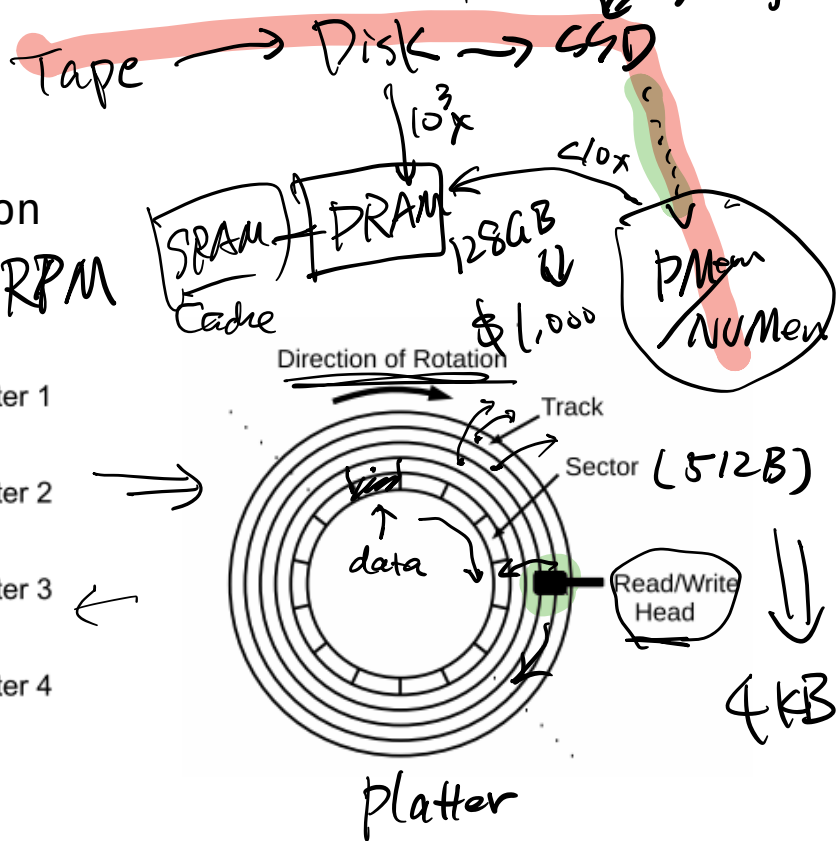 Tape → Disk → SSD
10³x
<10x
on
RPM
SRAM
DRAM
128GB
PMem
/NVMem
Cache
$1,000
Direction of Rotation
ter 1
Track
Sector (512B)
ter 2
data
ter 3
Read/Write
Head
ter 4
4KB
Platter